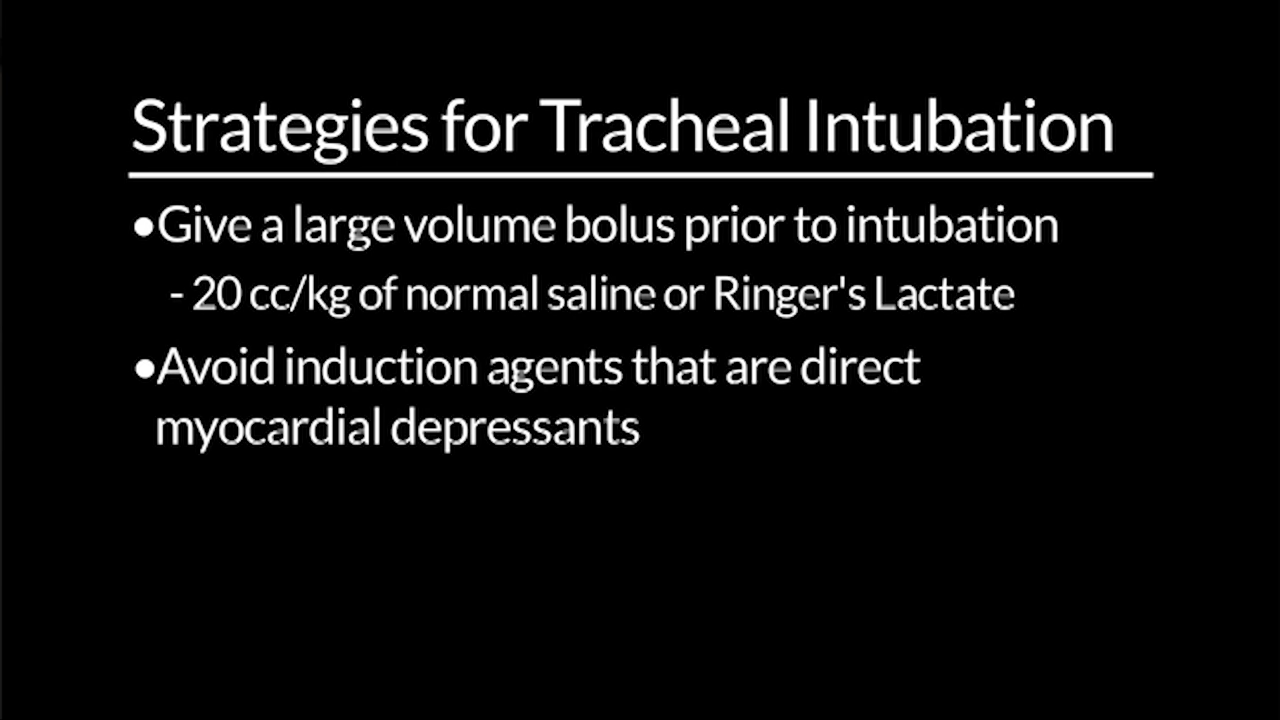 Strategies for Tracheal Intubation
•Give a large volume bolus prior to intubation
- 20 cc/kg of normal saline or Ringer's Lactate
•Avoid induction agents that are direct
myocardial depressants